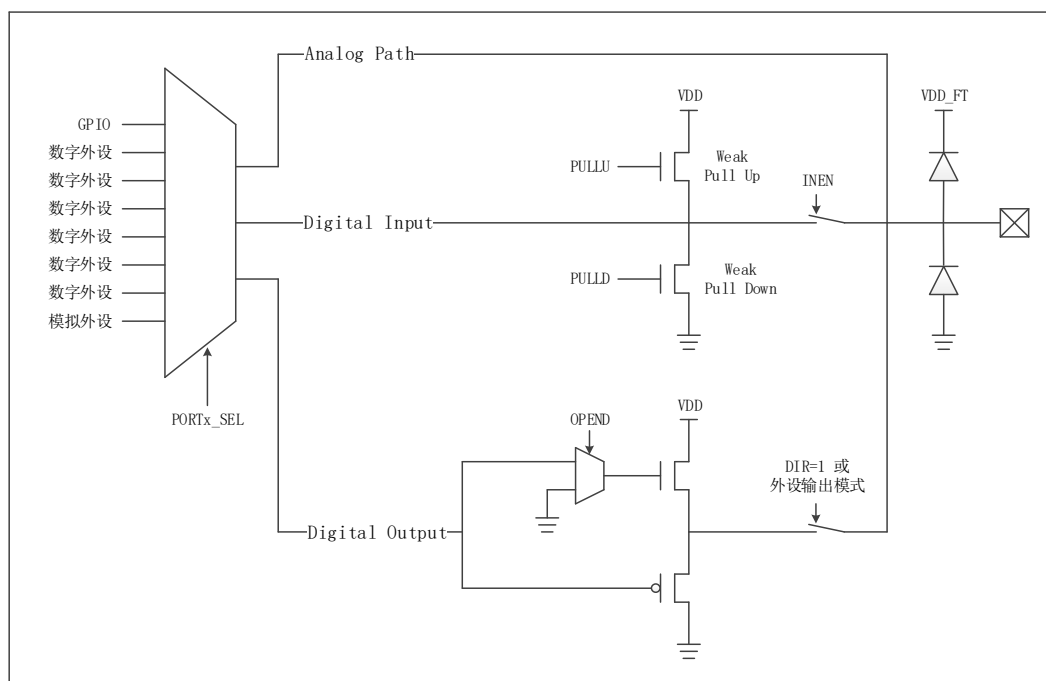 Analog Path
VDD
VDD_FT
GPIO
数字外设
数字外设
数字外设
数字外设
数字外设
数字外设
模拟外设
PULLU
Weak
Pull Up
INEN
Digital Input
PULLD
Weak
Pull Down
PORTx_SEL
OPEND
VDD
DIR=1 或
外设输出模式
Digital Output